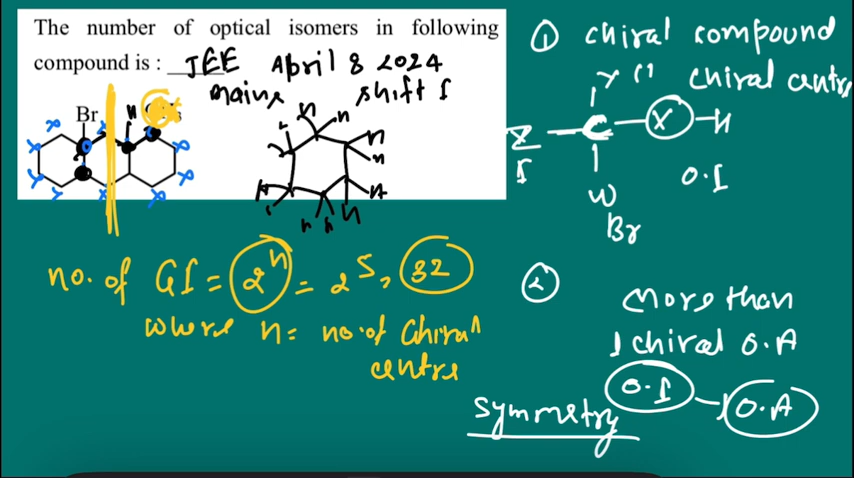 The number of optical isomers in following
compound is : JEE April 8 2024
mains shift I
Br H
no. of GI = 2^n = 2^5, 32
where n = no. of chiral
centre
① chiral compound
chiral centre
Y Cl
Z — C — X — H
I
W
Br
O.I
②
More than
1 chiral O.A
O.I → O.A
symmetry